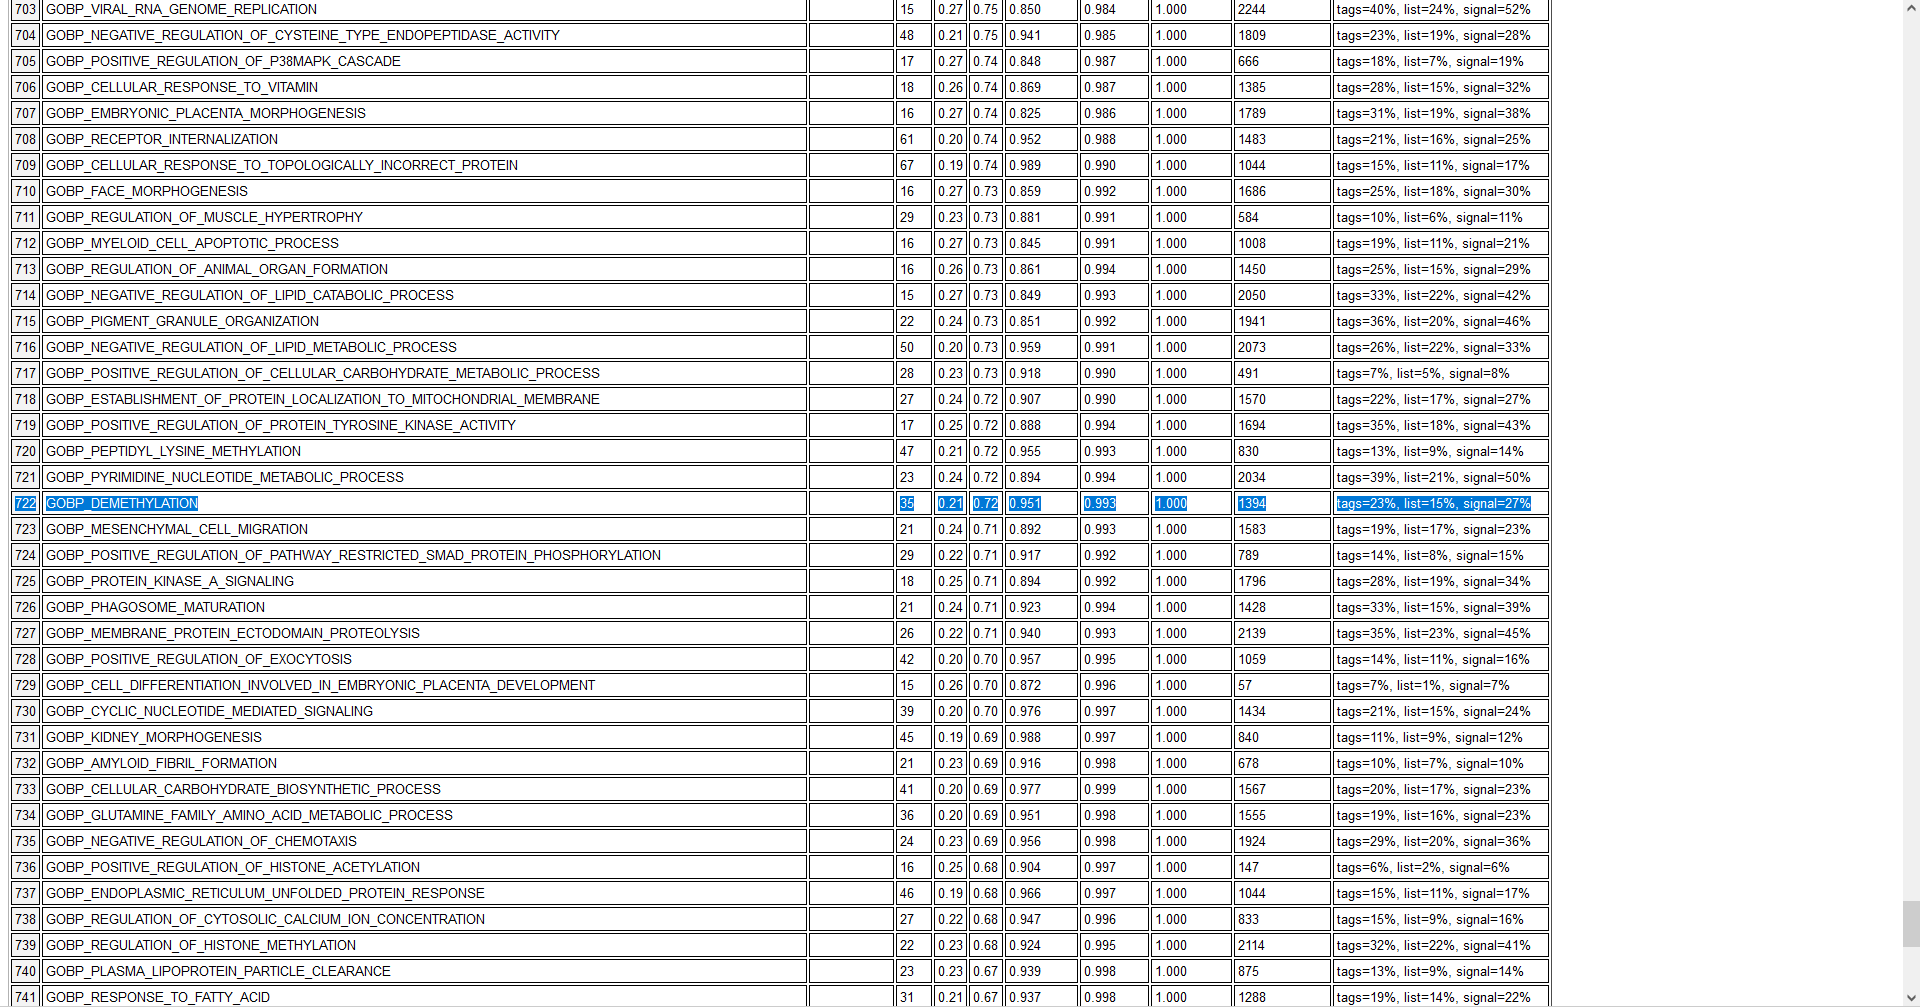 703 GOBP_VIRAL_RNA_GENOME_REPLICATION 15 0.27 0.75 0.850 0.984 1.000 2244 tags=40%, list=24%, signal=52%
704 GOBP_NEGATIVE_REGULATION_OF_CYSTEINE_TYPE_ENDOPEPTIDASE_ACTIVITY 48 0.21 0.75 0.941 0.985 1.000 1809 tags=23%, list=19%, signal=28%
705 GOBP_POSITIVE_REGULATION_OF_P38MAPK_CASCADE 17 0.27 0.74 0.848 0.987 1.000 666 tags=18%, list=7%, signal=19%
706 GOBP_CELLULAR_RESPONSE_TO_VITAMIN 18 0.26 0.74 0.869 0.987 1.000 1385 tags=28%, list=15%, signal=32%
707 GOBP_EMBRYONIC_PLACENTA_MORPHOGENESIS 16 0.27 0.74 0.825 0.986 1.000 1789 tags=31%, list=19%, signal=38%
708 GOBP_RECEPTOR_INTERNALIZATION 61 0.20 0.74 0.952 0.988 1.000 1483 tags=21%, list=16%, signal=25%
709 GOBP_CELLULAR_RESPONSE_TO_TOPOLOGICALLY_INCORRECT_PROTEIN 67 0.19 0.74 0.989 0.990 1.000 1044 tags=15%, list=11%, signal=17%
710 GOBP_FACE_MORPHOGENESIS 16 0.27 0.73 0.859 0.992 1.000 1686 tags=25%, list=18%, signal=30%
711 GOBP_REGULATION_OF_MUSCLE_HYPERTROPHY 29 0.23 0.73 0.881 0.991 1.000 584 tags=10%, list=6%, signal=11%
712 GOBP_MYELOID_CELL_APOPTOTIC_PROCESS 16 0.27 0.73 0.845 0.991 1.000 1008 tags=19%, list=11%, signal=21%
713 GOBP_REGULATION_OF_ANIMAL_ORGAN_FORMATION 16 0.26 0.73 0.861 0.994 1.000 1450 tags=25%, list=15%, signal=29%
714 GOBP_NEGATIVE_REGULATION_OF_LIPID_CATABOLIC_PROCESS 15 0.27 0.73 0.849 0.993 1.000 2050 tags=33%, list=22%, signal=42%
715 GOBP_PIGMENT_GRANULE_ORGANIZATION 22 0.24 0.73 0.851 0.992 1.000 1941 tags=36%, list=20%, signal=46%
716 GOBP_NEGATIVE_REGULATION_OF_LIPID_METABOLIC_PROCESS 50 0.20 0.73 0.959 0.991 1.000 2073 tags=26%, list=22%, signal=33%
717 GOBP_POSITIVE_REGULATION_OF_CELLULAR_CARBOHYDRATE_METABOLIC_PROCESS 28 0.23 0.73 0.918 0.990 1.000 491 tags=7%, list=5%, signal=8%
718 GOBP_ESTABLISHMENT_OF_PROTEIN_LOCALIZATION_TO_MITOCHONDRIAL_MEMBRANE 27 0.24 0.72 0.907 0.990 1.000 1570 tags=22%, list=17%, signal=27%
719 GOBP_POSITIVE_REGULATION_OF_PROTEIN_TYROSINE_KINASE_ACTIVITY 17 0.25 0.72 0.888 0.994 1.000 1694 tags=35%, list=18%, signal=43%
720 GOBP_PEPTIDYL_LYSINE_METHYLATION 47 0.21 0.72 0.955 0.993 1.000 830 tags=13%, list=9%, signal=14%
721 GOBP_PYRIMIDINE_NUCLEOTIDE_METABOLIC_PROCESS 23 0.24 0.72 0.894 0.994 1.000 2034 tags=39%, list=21%, signal=50%
722 GOBP_DEMETHYLATION 35 0.21 0.72 0.951 0.993 1.000 1394 tags=23%, list=15%, signal=27%
723 GOBP_MESENCHYMAL_CELL_MIGRATION 21 0.24 0.71 0.892 0.993 1.000 1583 tags=19%, list=17%, signal=23%
724 GOBP_POSITIVE_REGULATION_OF_PATHWAY_RESTRICTED_SMAD_PROTEIN_PHOSPHORYLATION 29 0.22 0.71 0.917 0.992 1.000 789 tags=14%, list=8%, signal=15%
725 GOBP_PROTEIN_KINASE_A_SIGNALING 18 0.25 0.71 0.894 0.992 1.000 1796 tags=28%, list=19%, signal=34%
726 GOBP_PHAGOSOME_MATURATION 21 0.24 0.71 0.923 0.994 1.000 1428 tags=33%, list=15%, signal=39%
727 GOBP_MEMBRANE_PROTEIN_ECTODOMAIN_PROTEOLYSIS 26 0.22 0.71 0.940 0.993 1.000 2139 tags=35%, list=23%, signal=45%
728 GOBP_POSITIVE_REGULATION_OF_EXOCYTOSIS 42 0.20 0.70 0.957 0.995 1.000 1059 tags=14%, list=11%, signal=16%
729 GOBP_CELL_DIFFERENTIATION_INVOLVED_IN_EMBRYONIC_PLACENTA_DEVELOPMENT 15 0.26 0.70 0.872 0.996 1.000 57 tags=7%, list=1%, signal=7%
730 GOBP_CYCLIC_NUCLEOTIDE_MEDIATED_SIGNALING 39 0.20 0.70 0.976 0.997 1.000 1434 tags=21%, list=15%, signal=24%
731 GOBP_KIDNEY_MORPHOGENESIS 45 0.19 0.69 0.988 0.997 1.000 840 tags=11%, list=9%, signal=12%
732 GOBP_AMYLOID_FIBRIL_FORMATION 21 0.23 0.69 0.916 0.998 1.000 678 tags=10%, list=7%, signal=10%
733 GOBP_CELLULAR_CARBOHYDRATE_BIOSYNTHETIC_PROCESS 41 0.20 0.69 0.977 0.999 1.000 1567 tags=20%, list=17%, signal=23%
734 GOBP_GLUTAMINE_FAMILY_AMINO_ACID_METABOLIC_PROCESS 36 0.20 0.69 0.951 0.998 1.000 1555 tags=19%, list=16%, signal=23%
735 GOBP_NEGATIVE_REGULATION_OF_CHEMOTAXIS 24 0.23 0.69 0.956 0.998 1.000 1924 tags=29%, list=20%, signal=36%
736 GOBP_POSITIVE_REGULATION_OF_HISTONE_ACETYLATION 16 0.25 0.68 0.904 0.997 1.000 147 tags=6%, list=2%, signal=6%
737 GOBP_ENDOPLASMIC_RETICULUM_UNFOLDED_PROTEIN_RESPONSE 46 0.19 0.68 0.966 0.997 1.000 1044 tags=15%, list=11%, signal=17%
738 GOBP_REGULATION_OF_CYTOSOLIC_CALCIUM_ION_CONCENTRATION 27 0.22 0.68 0.947 0.996 1.000 833 tags=15%, list=9%, signal=16%
739 GOBP_REGULATION_OF_HISTONE_METHYLATION 22 0.23 0.68 0.924 0.995 1.000 2114 tags=32%, list=22%, signal=41%
740 GOBP_PLASMA_LIPOPROTEIN_PARTICLE_CLEARANCE 23 0.23 0.67 0.939 0.998 1.000 875 tags=13%, list=9%, signal=14%
741 GOBP_RESPONSE_TO_FATTY_ACID 31 0.21 0.67 0.937 0.998 1.000 1288 tags=19%, list=14%, signal=22%